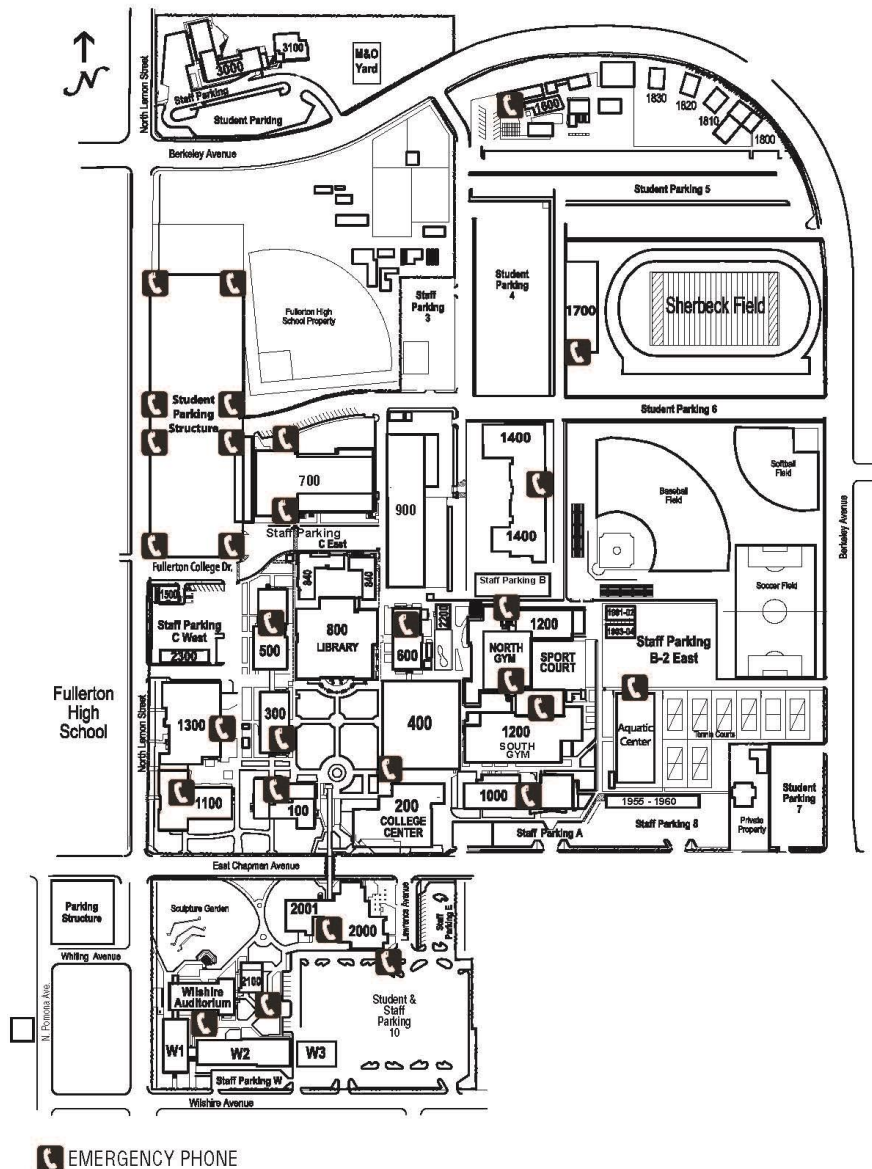 N
North Lemon Street
3100
3000
M&O
Yard
Staff Parking
Student Parking
Berkeley Avenue
1600
1830
1820
1810
1800
Student Parking 5
Student
Parking
4
Staff
Parking
3
Fullerton High
School Property
1700
Sherbeck Field
Student Parking 6
Student
Parking
Structure
700
900
1400
1400
Baseball
Field
Softball
Field
Berkeley Avenue
Staff Parking
C East
Fullerton College Dr.
Staff Parking B
Soccer Field
1500
Staff Parking
C West
2300
500
840
840
800
LIBRARY
600
2200
NORTH
GYM
1200
SPORT
COURT
1981-02
1983-04
Staff Parking
B-2 East
Fullerton
High
School
North Lemon Street
1300
300
400
1200
SOUTH
GYM
Aquatic
Center
Tennis Courts
1100
100
200
COLLEGE
CENTER
1000
1955 - 1960
Staff Parking A
Staff Parking 8
Private
Property
Student
Parking
7
East Chapman Avenue
Parking
Structure
Sculpture Garden
2001
2000
Lawrence Avenue
Staff
Parking E
Whiting Avenue
N. Pomona Ave.
2100
Wilshire
Auditorium
Student &
Staff
Parking
10
W1
W2
W3
Staff Parking W
Wilshire Avenue
EMERGENCY PHONE